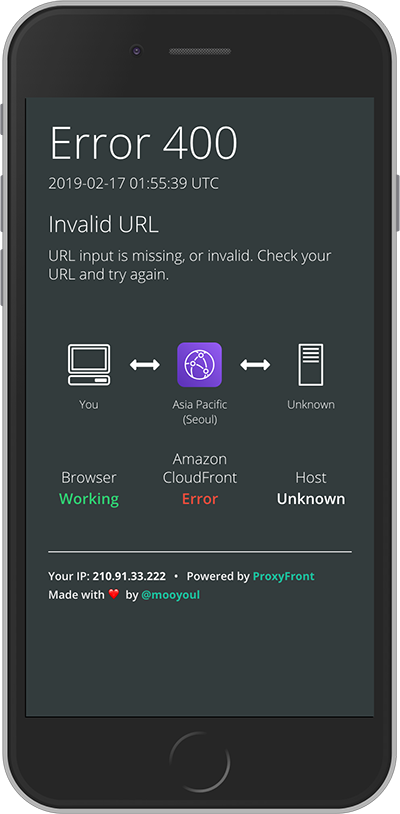 Error 400
2019-02-17 01:55:39 UTC
Invalid URL
URL input is missing, or invalid. Check your
URL and try again.
You
Asia Pacific
(Seoul)
Unknown
Browser
Working
Amazon
CloudFront
Error
Host
Unknown
Your IP: 210.91.33.222 • Powered by ProxyFront
Made with ❤️ by @mooyoul